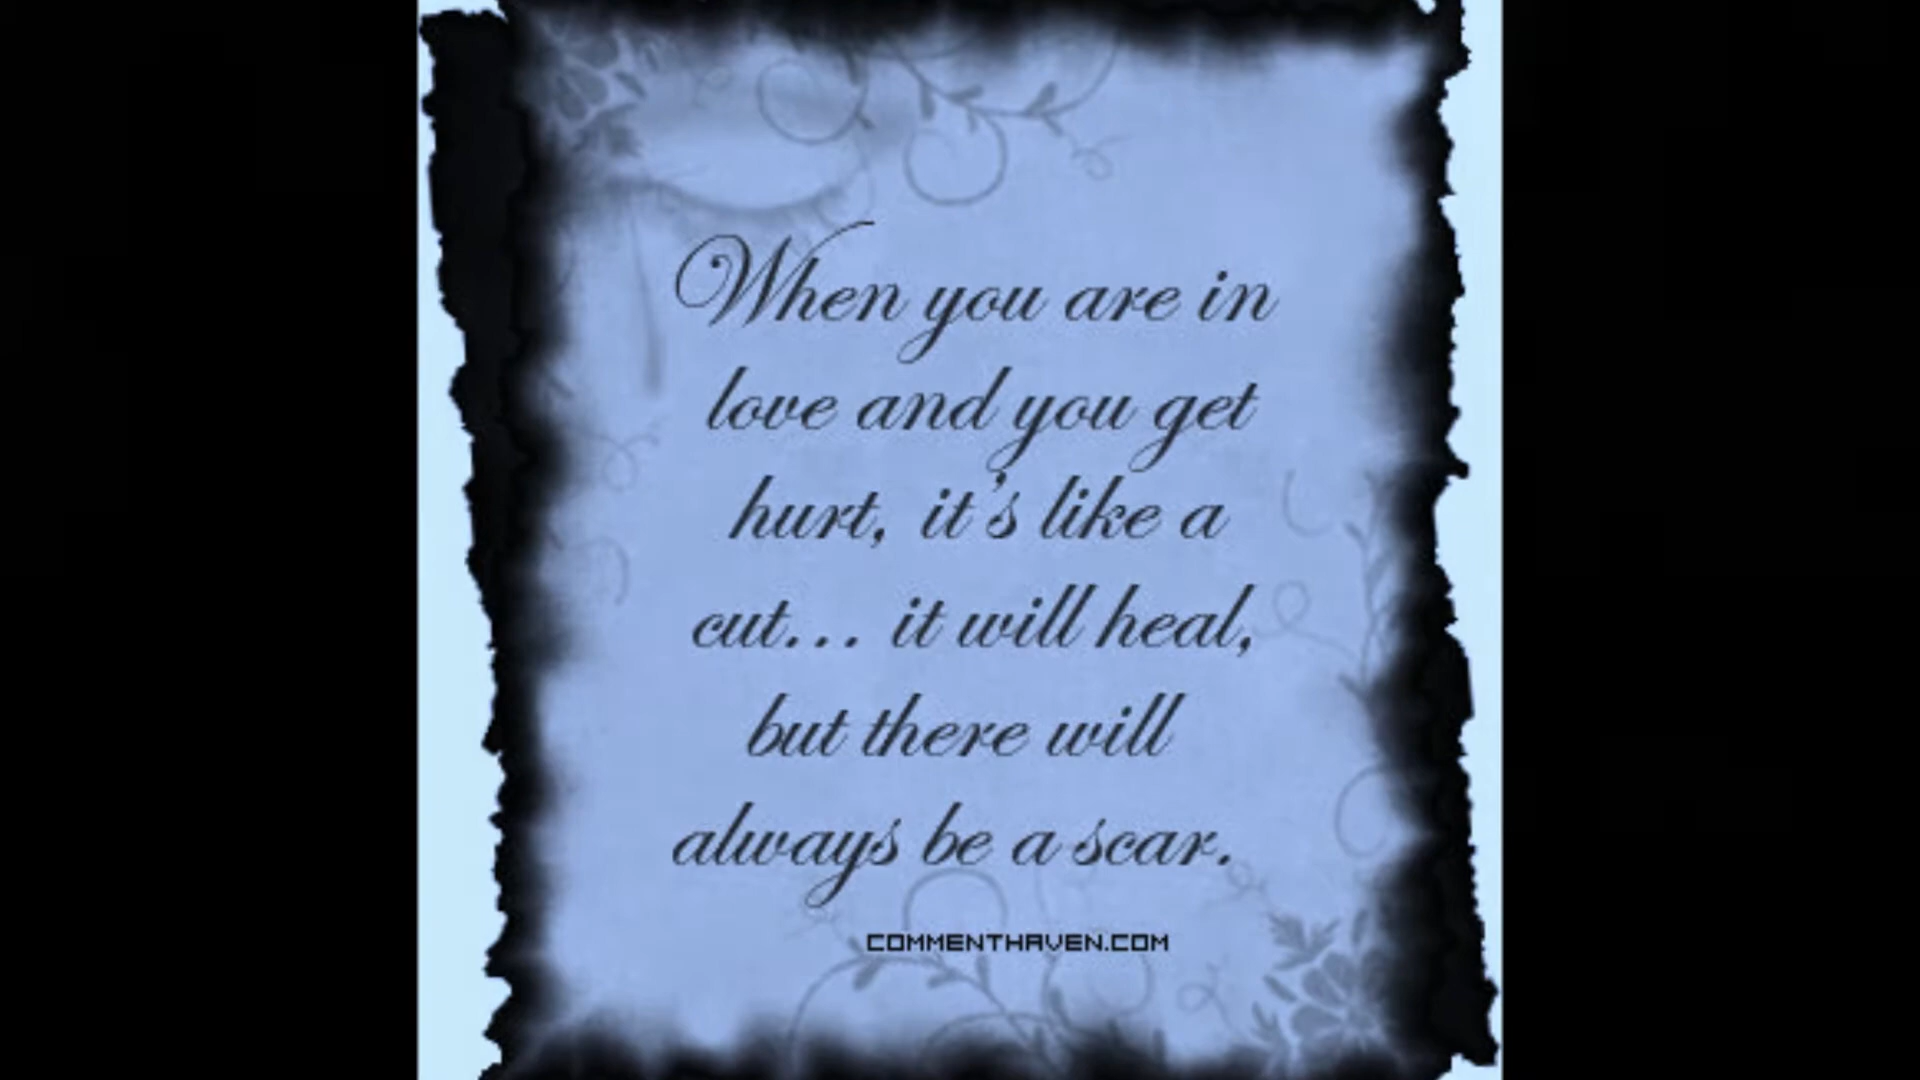 When you are in
love and you get
hurt, it's like a
cut... it will heal,
but there will
always be a scar.
COMMENTHAVEN.COM